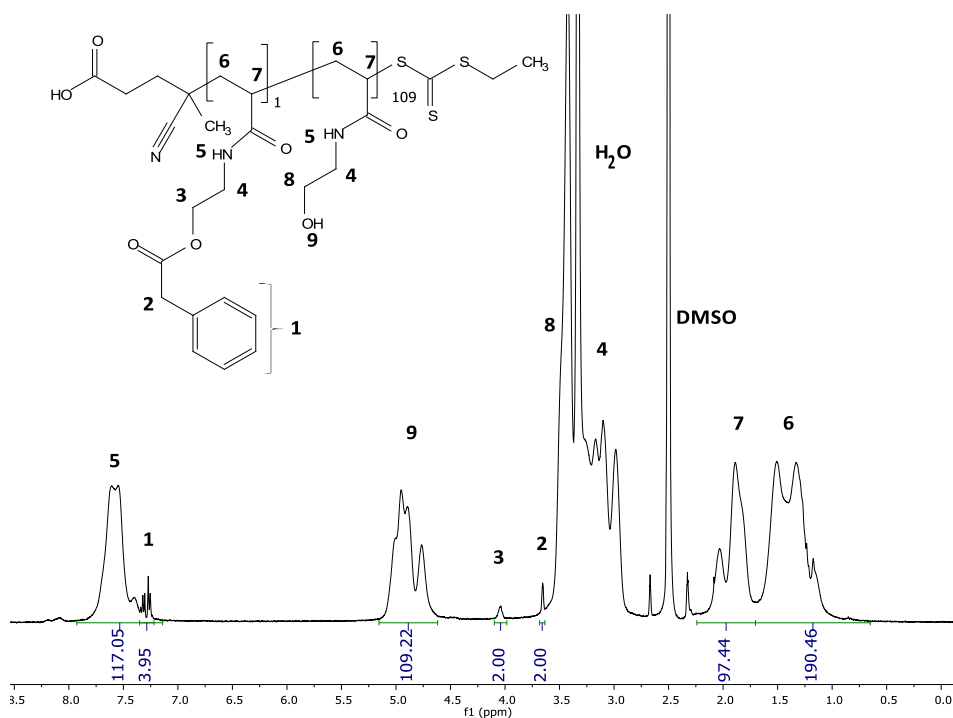 O
HO
N
CH₃
6
7
1
6
7
109
S
S
S
CH₃
5
HN
O
5
HN
O
4
4
3
8
O
O
OH
9
2
1
H₂O
DMSO
8
4
7
6
9
5
1
3
2
117.05
3.95
109.22
2.00
2.00
97.44
190.46
3.5
8.0
7.5
7.0
6.5
6.0
5.5
5.0
4.5
4.0
3.5
3.0
2.5
2.0
1.5
1.0
0.5
0.0
f1 (ppm)